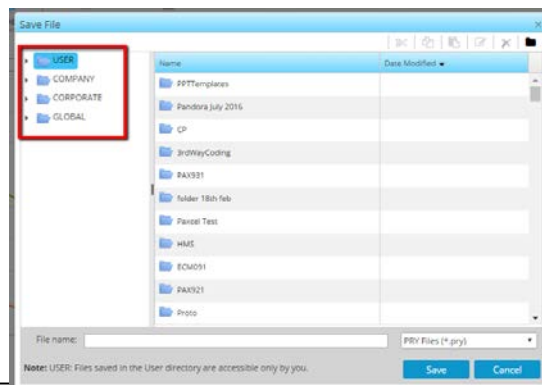 Save File
USER
COMPANY
CORPORATE
GLOBAL
Name Date Modified
PPTTemplates
Pandora July 2016
CP
3rdWayCoding
PAX931
folder 18th feb
Paxcel Test
HMS
ECM091
PAX921
Proto
File name: PRY Files (*.pry)
Note: USER: Files saved in the User directory are accessible only by you.
Save Cancel